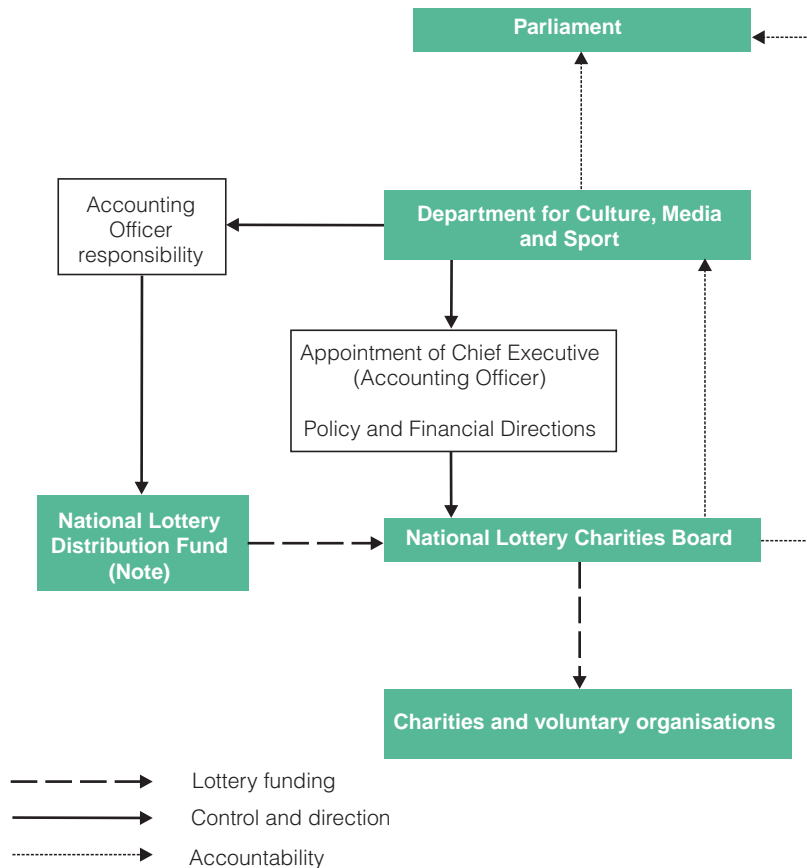 Parliament
Accounting
Officer
responsibility
Department for Culture, Media
and Sport
Appointment of Chief Executive
(Accounting Officer)
Policy and Financial Directions
National Lottery
Distribution Fund
(Note)
National Lottery Charities Board
Charities and voluntary organisations
Lottery funding
Control and direction
Accountability